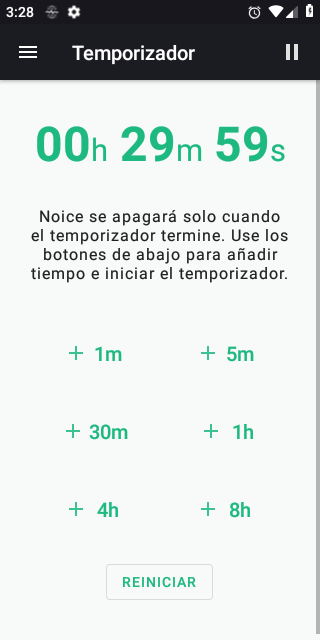 3:28
Temporizador
00h 29m 59s
Noice se apagará solo cuando
el temporizador termine. Use los
botones de abajo para añadir
tiempo e iniciar el temporizador.
+ 1m + 5m
+ 30m + 1h
+ 4h + 8h
REINICIAR